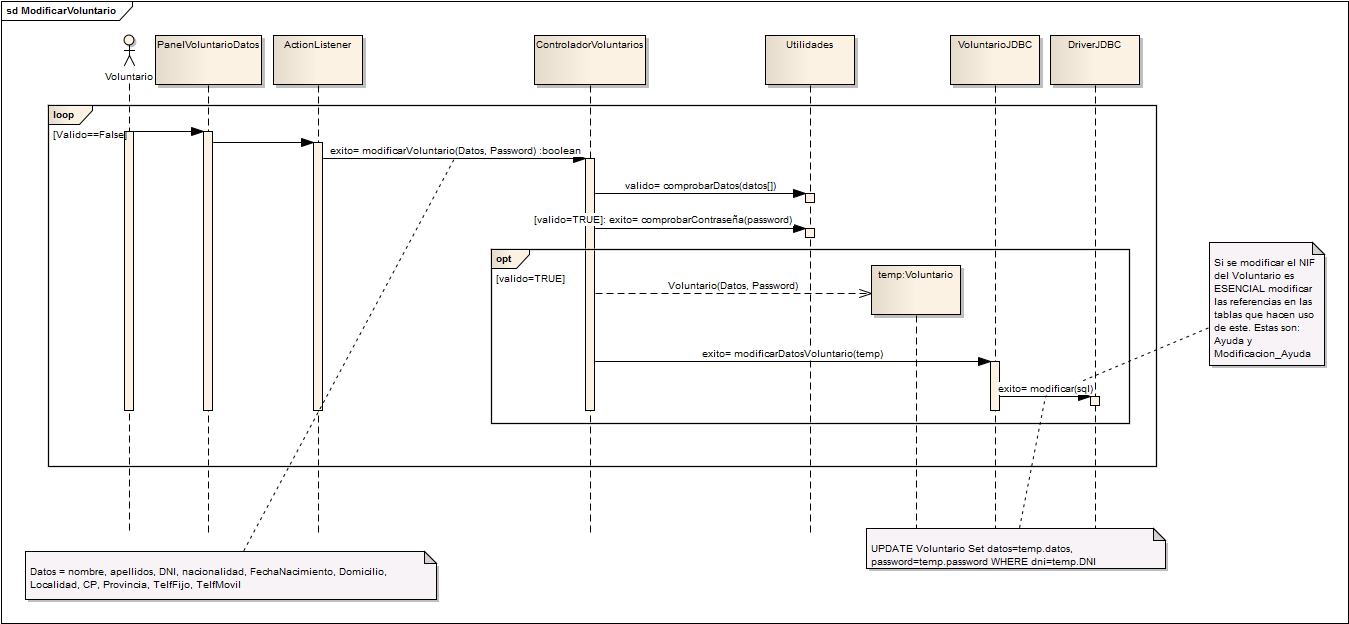 sd ModificarVoluntario
Voluntario
PanelVoluntarioDatos
ActionListener
ControladorVoluntarios
Utilidades
VoluntarioJDBC
DriverJDBC
loop
[Valido==False]
exito= modificarVoluntario(Datos, Password) :boolean
valido= comprobarDatos(datos[])
[valido=TRUE]: exito= comprobarContraseña(password)
opt
[valido=TRUE]
Voluntario(Datos, Password)
temp:Voluntario
exito= modificarDatosVoluntario(temp)
exito= modificar(sql)
Si se modificar el NIF
del Voluntario es
ESENCIAL modificar
las referencias en las
tablas que hacen uso
de este. Estas son:
Ayuda y
Modificacion_Ayuda
UPDATE Voluntario Set datos=temp.datos,
password=temp.password WHERE dni=temp.DNI
Datos = nombre, apellidos, DNI, nacionalidad, FechaNacimiento, Domicilio,
Localidad, CP, Provincia, TelfFijo, TelfMovil